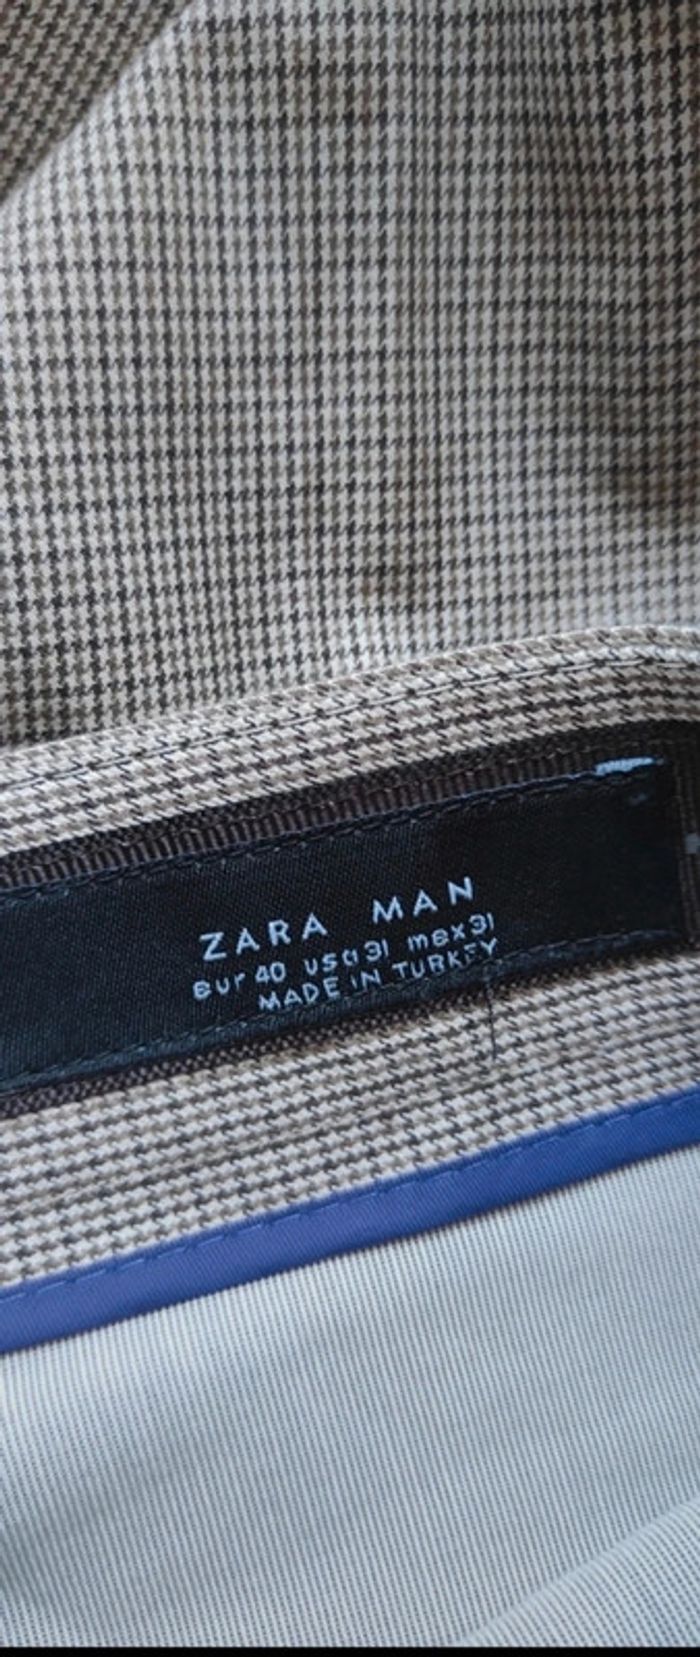 ZARA MAN
eur 40 usa 31 mex 31
MADE IN TURKEY